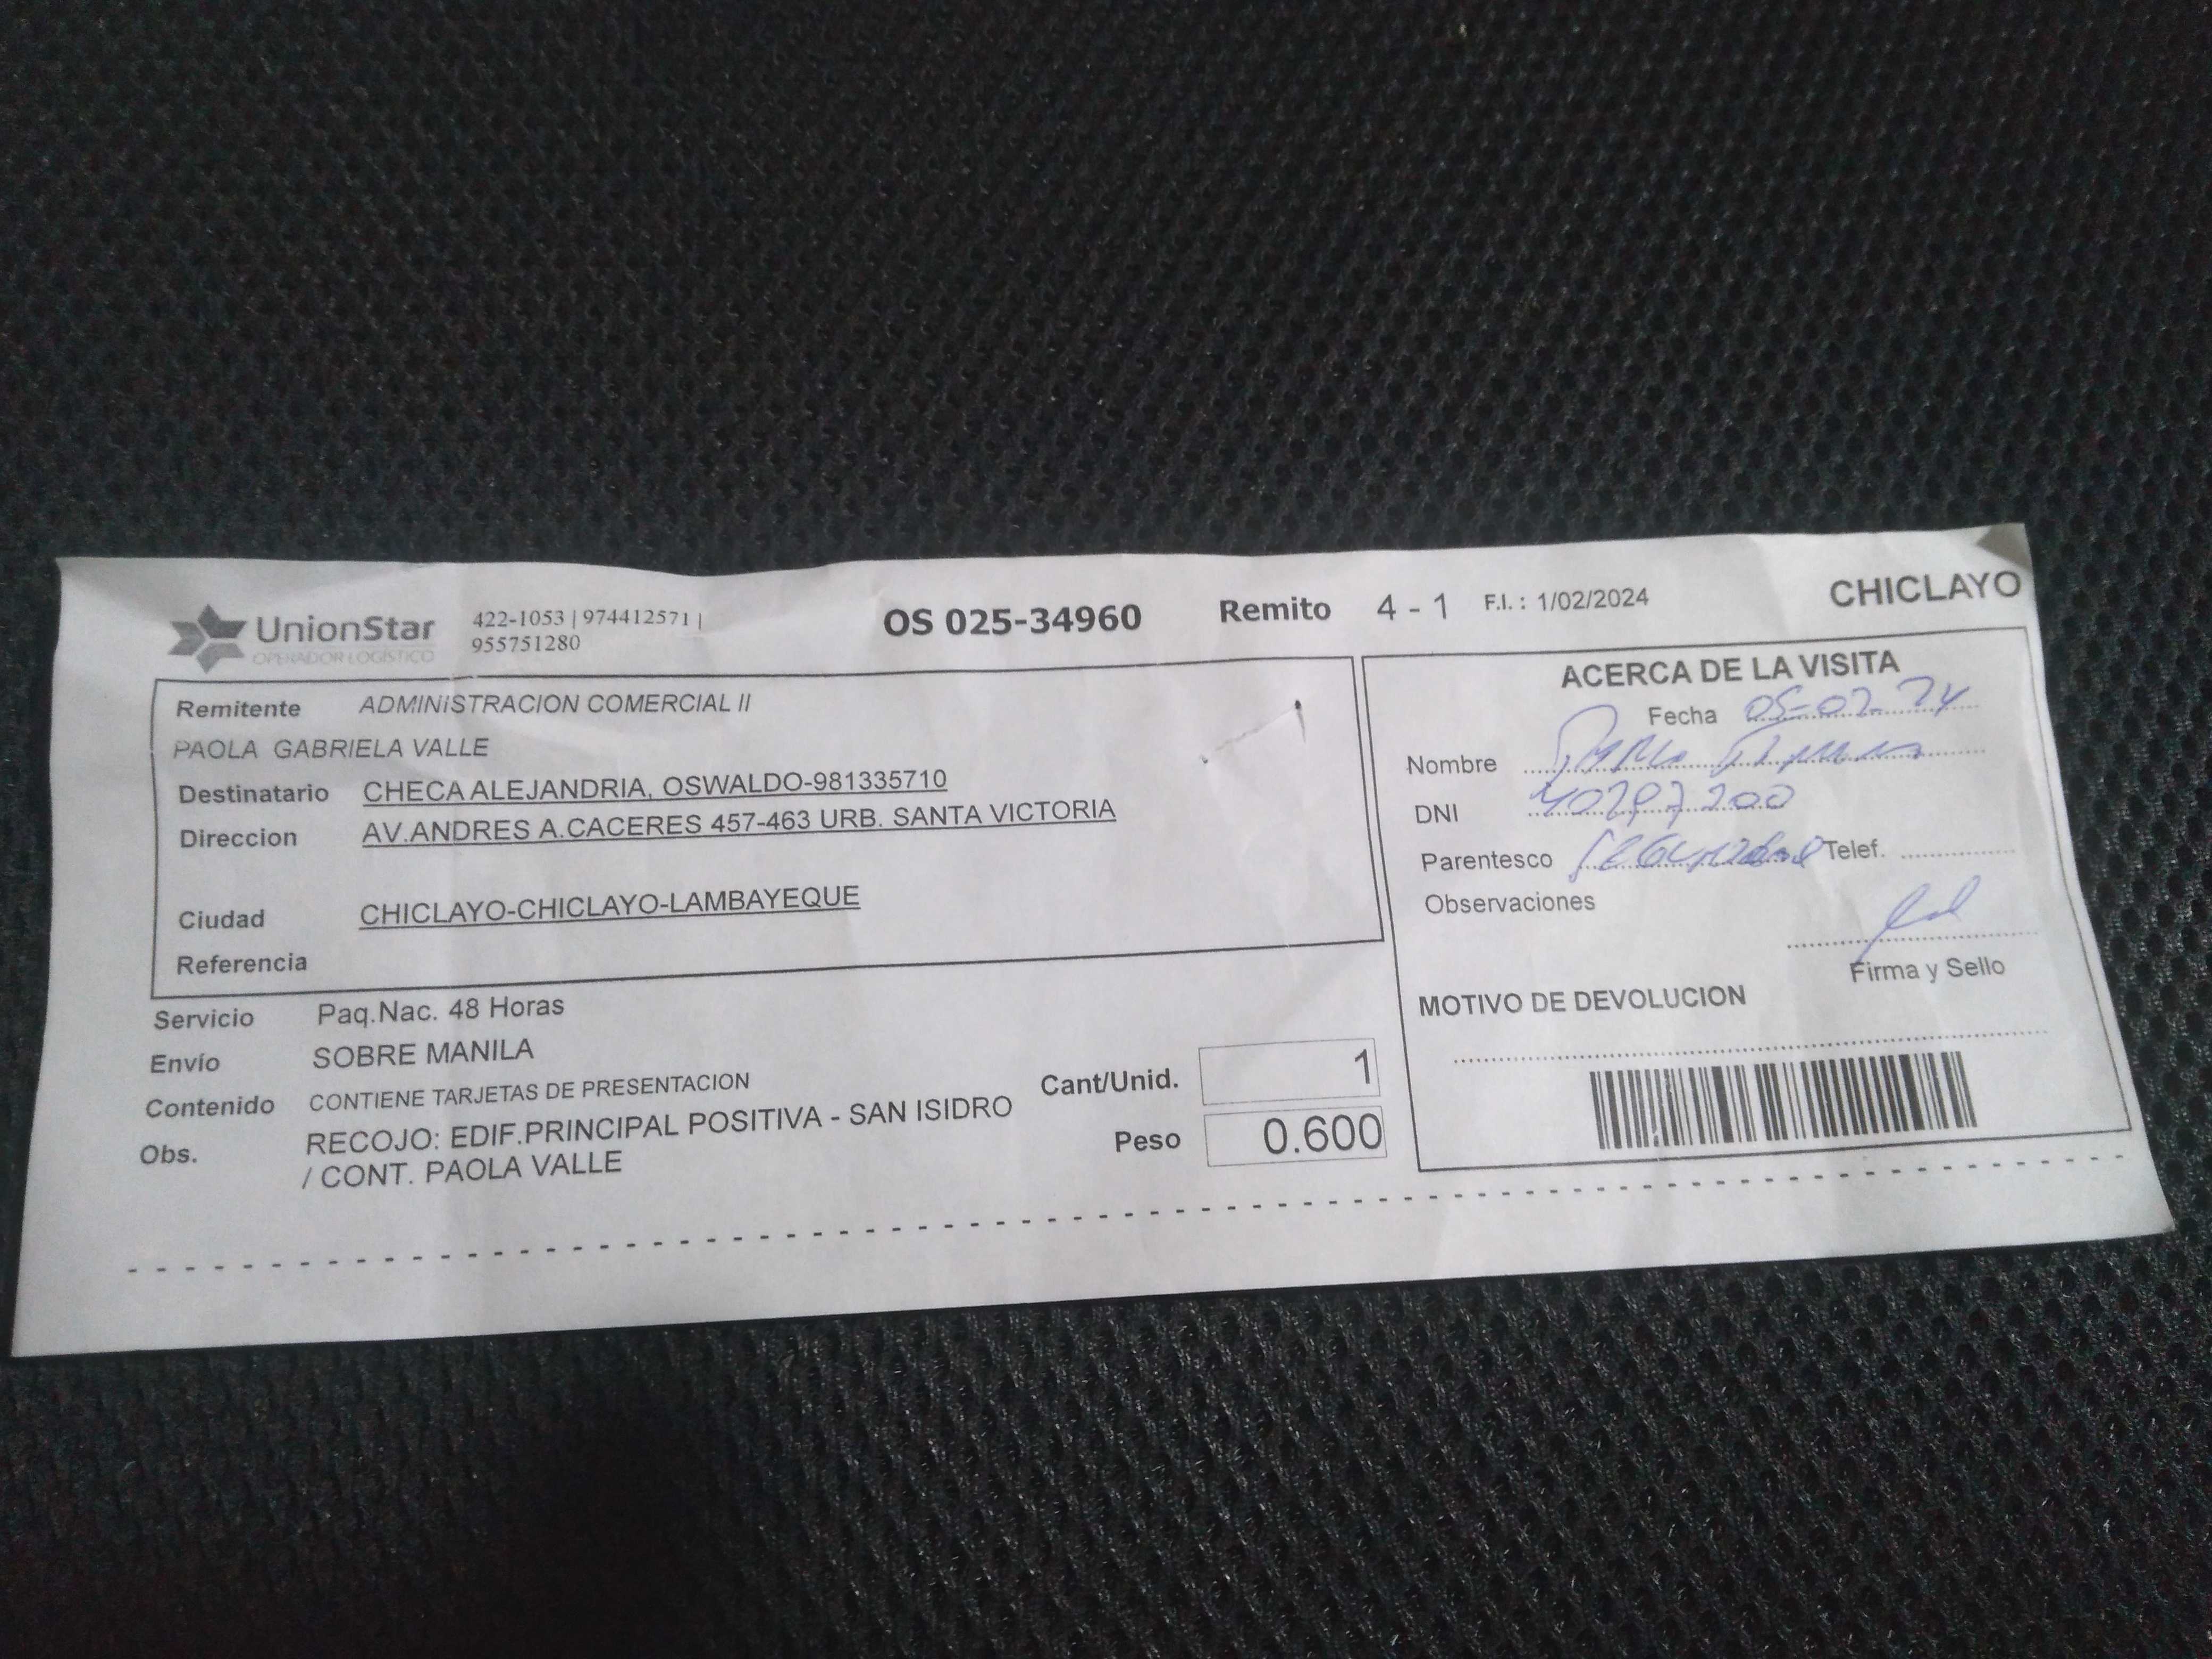 UnionStar
OPERADOR LOGÍSTICO
422-1053 | 974412571 |
955751280
OS 025-34960
Remito 4 - 1 F.I. : 1/02/2024
CHICLAYO
Remitente ADMINISTRACION COMERCIAL II
PAOLA GABRIELA VALLE
Destinatario CHECA ALEJANDRIA, OSWALDO-981335710
Direccion AV.ANDRES A.CACERES 457-463 URB. SANTA VICTORIA
Ciudad CHICLAYO-CHICLAYO-LAMBAYEQUE
Referencia
Servicio Paq.Nac. 48 Horas
Envío SOBRE MANILA
Contenido CONTIENE TARJETAS DE PRESENTACION
Obs. RECOJO: EDIF.PRINCIPAL POSITIVA - SAN ISIDRO
/ CONT. PAOLA VALLE
Cant/Unid. 1
Peso 0.600
ACERCA DE LA VISITA
Fecha 05-02-24
Nombre
DNI 40297200
Parentesco Telef.
Observaciones
Firma y Sello
MOTIVO DE DEVOLUCION